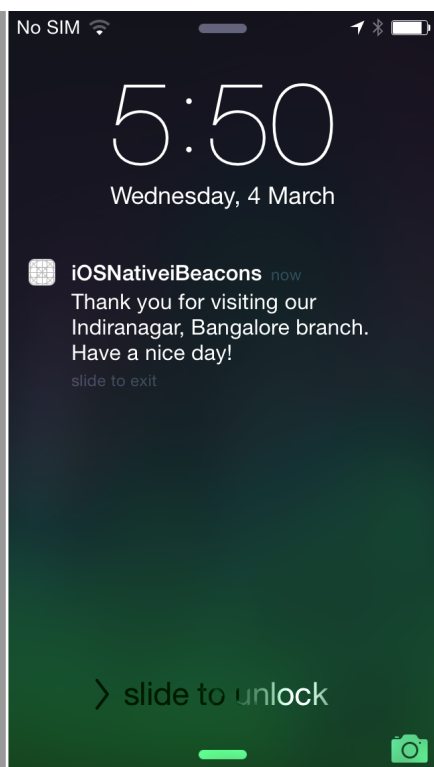 No SIM
5:50
Wednesday, 4 March
iOSNativeiBeacons now
Thank you for visiting our
Indiranagar, Bangalore branch.
Have a nice day!
slide to exit
> slide to unlock